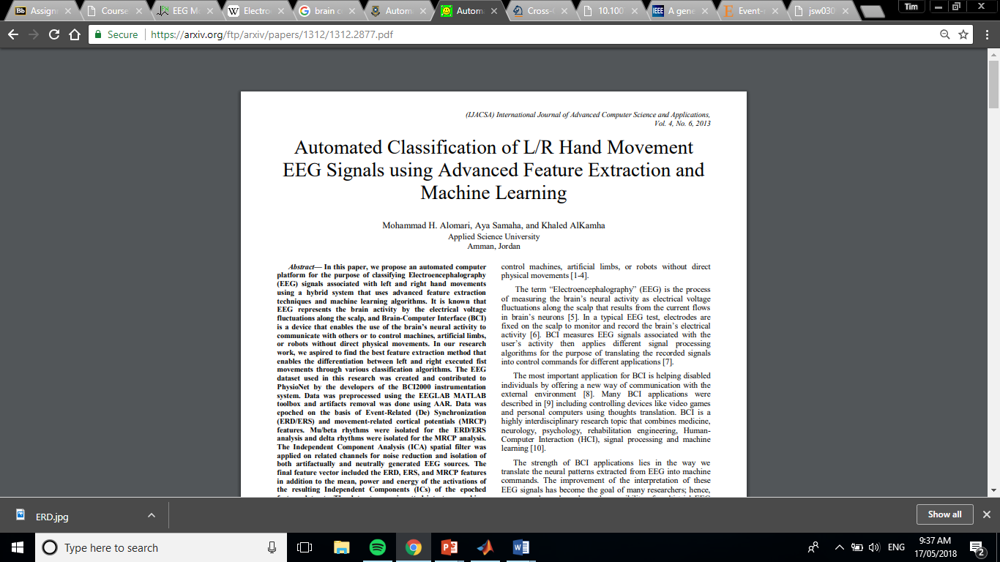 Assign
Course
EEG M
Electro
brain c
Autom
Autom
Cross-
10.100
IEEE A gene
Event-
jsw030
Tim
Secure https://arxiv.org/ftp/arxiv/papers/1312/1312.2877.pdf
(IJACSA) International Journal of Advanced Computer Science and Applications,
Vol. 4, No. 6, 2013
Automated Classification of L/R Hand Movement
EEG Signals using Advanced Feature Extraction and
Machine Learning
Mohammad H. Alomari, Aya Samaha, and Khaled AlKamha
Applied Science University
Amman, Jordan
Abstract— In this paper, we propose an automated computer
platform for the purpose of classifying Electroencephalography
(EEG) signals associated with left and right hand movements
using a hybrid system that uses advanced feature extraction
techniques and machine learning algorithms. It is known that
EEG represents the brain activity by the electrical voltage
fluctuations along the scalp, and Brain-Computer Interface (BCI)
is a device that enables the use of the brain's neural activity to
communicate with others or to control machines, artificial limbs,
or robots without direct physical movements. In our research
work, we aspired to find the best feature extraction method that
enables the differentiation between left and right executed fist
movements through various classification algorithms. The EEG
dataset used in this research was created and contributed to
PhysioNet by the developers of the BCI2000 instrumentation
system. Data was preprocessed using the EEGLAB MATLAB
toolbox and artifacts removal was done using AAR. Data was
epoched on the basis of Event-Related (De) Synchronization
(ERD/ERS) and movement-related cortical potentials (MRCP)
features. Mu/beta rhythms were isolated for the ERD/ERS
analysis and delta rhythms were isolated for the MRCP analysis.
The Independent Component Analysis (ICA) spatial filter was
applied on related channels for noise reduction and isolation of
both artifactually and neutrally generated EEG sources. The
final feature vector included the ERD, ERS, and MRCP features
in addition to the mean, power and energy of the activations of
the resulting Independent Components (ICs) of the epoched
control machines, artificial limbs, or robots without direct
physical movements [1-4].
The term “Electroencephalography” (EEG) is the process
of measuring the brain's neural activity as electrical voltage
fluctuations along the scalp that results from the current flows
in brain's neurons [5]. In a typical EEG test, electrodes are
fixed on the scalp to monitor and record the brain's electrical
activity [6]. BCI measures EEG signals associated with the
user's activity then applies different signal processing
algorithms for the purpose of translating the recorded signals
into control commands for different applications [7].
The most important application for BCI is helping disabled
individuals by offering a new way of communication with the
external environment [8]. Many BCI applications were
described in [9] including controlling devices like video games
and personal computers using thoughts translation. BCI is a
highly interdisciplinary research topic that combines medicine,
neurology, psychology, rehabilitation engineering, Human-
Computer Interaction (HCI), signal processing and machine
learning [10].
The strength of BCI applications lies in the way we
translate the neural patterns extracted from EEG into machine
commands. The improvement of the interpretation of these
EEG signals has become the goal of many researchers; hence,
ERD.jpg
Show all
Type here to search
ENG
9:37 AM
17/05/2018
2